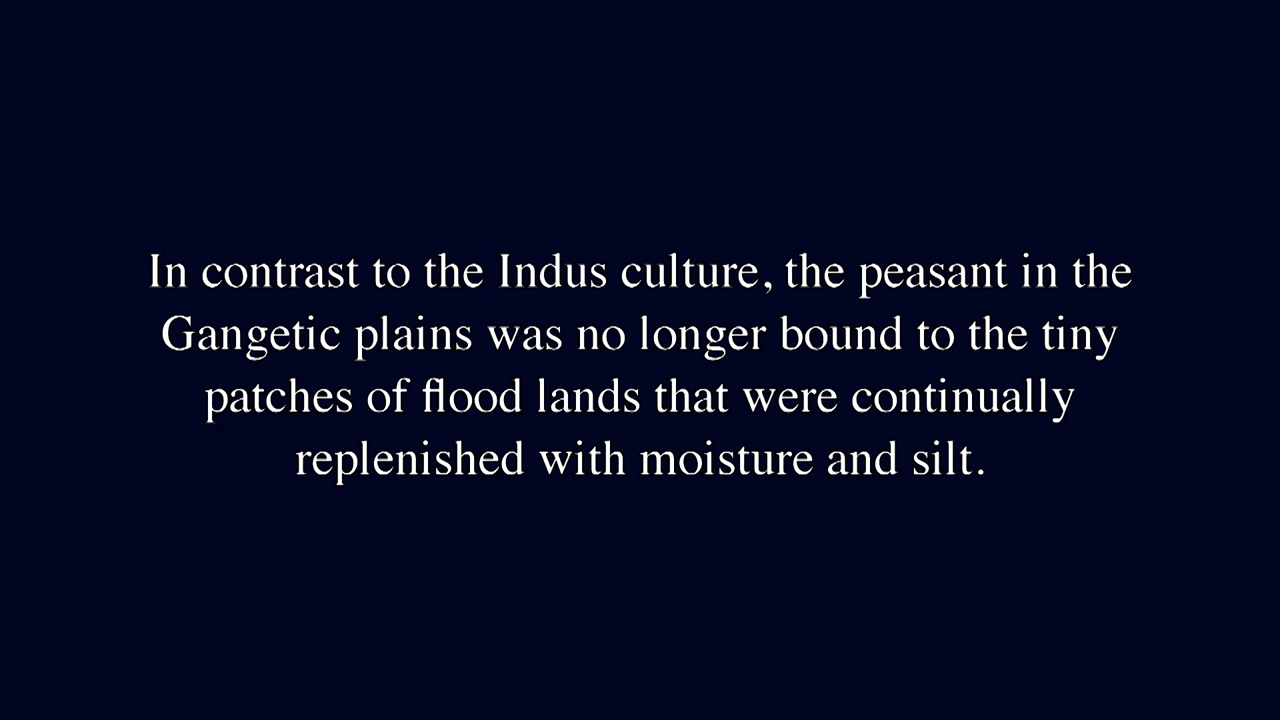 In contrast to the Indus culture, the peasant in the
Gangetic plains was no longer bound to the tiny
patches of flood lands that were continually
replenished with moisture and silt.